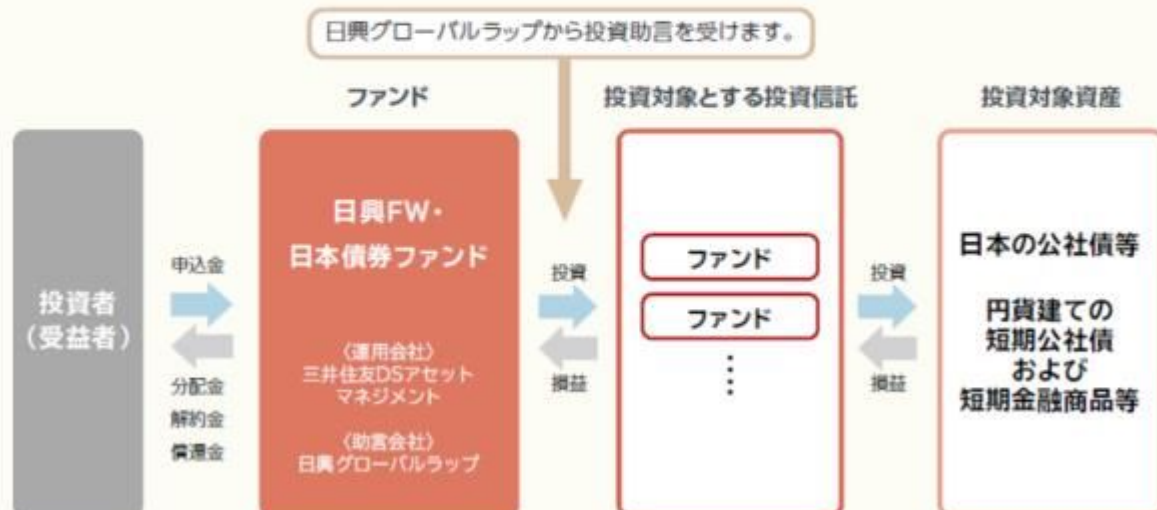 日興グローバルラップから投資助言を受けます。
ファンド
投資対象とする投資信託
投資対象資産
投資者
（受益者）
申込金
分配金
解約金
償還金
日興FW・
日本債券ファンド
〈運用会社〉
三井住友DSアセット
マネジメント
〈助言会社〉
日興グローバルラップ
投資
損益
ファンド
ファンド
投資
損益
日本の公社債等
円貨建ての
短期公社債
および
短期金融商品等